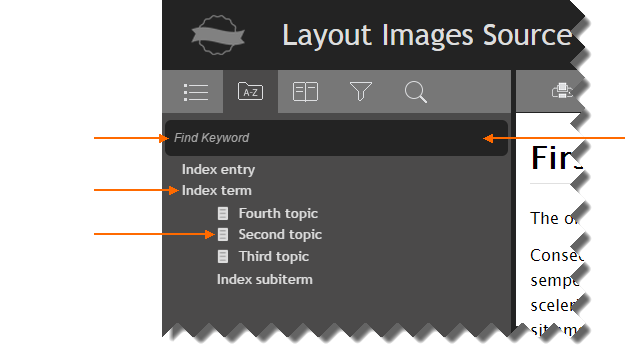 Layout Images Source
A-Z
Find Keyword
Index entry
Index term
Fourth topic
Second topic
Third topic
Index subiterm
Firs
The o
Conse
sempe
sceleri
sit am